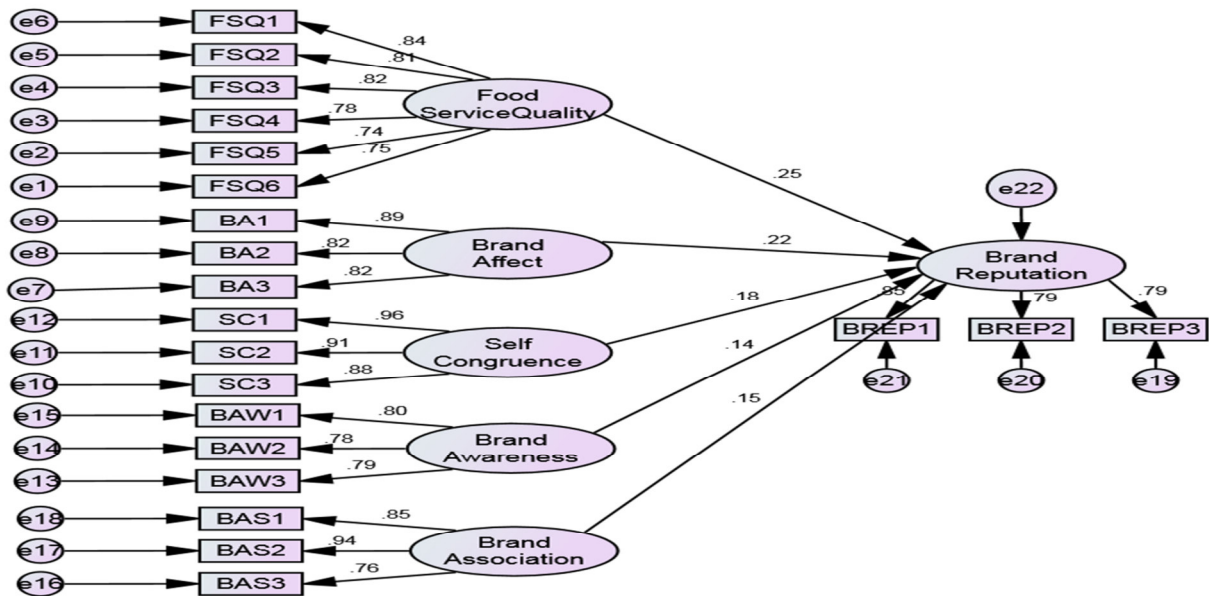 e6 FSQ1
.84
e5 FSQ2
.81
e4 FSQ3
.82
Food
ServiceQuality
e3 FSQ4
.78
e2 FSQ5
.74
e1 FSQ6
.75
.25
e22
e9 BA1
.89
e8 BA2
.82
Brand
Affect
.22
Brand
Reputation
e7 BA3
.82
e12 SC1
.96
.18
.85
.79
.79
BREP1 BREP2 BREP3
e11 SC2
.91
Self
Congruence
.14
e10 SC3
.88
e21 e20 e19
.15
e15 BAW1
.80
e14 BAW2
.78
Brand
Awareness
e13 BAW3
.79
e18 BAS1
.85
e17 BAS2
.94
Brand
Association
e16 BAS3
.76